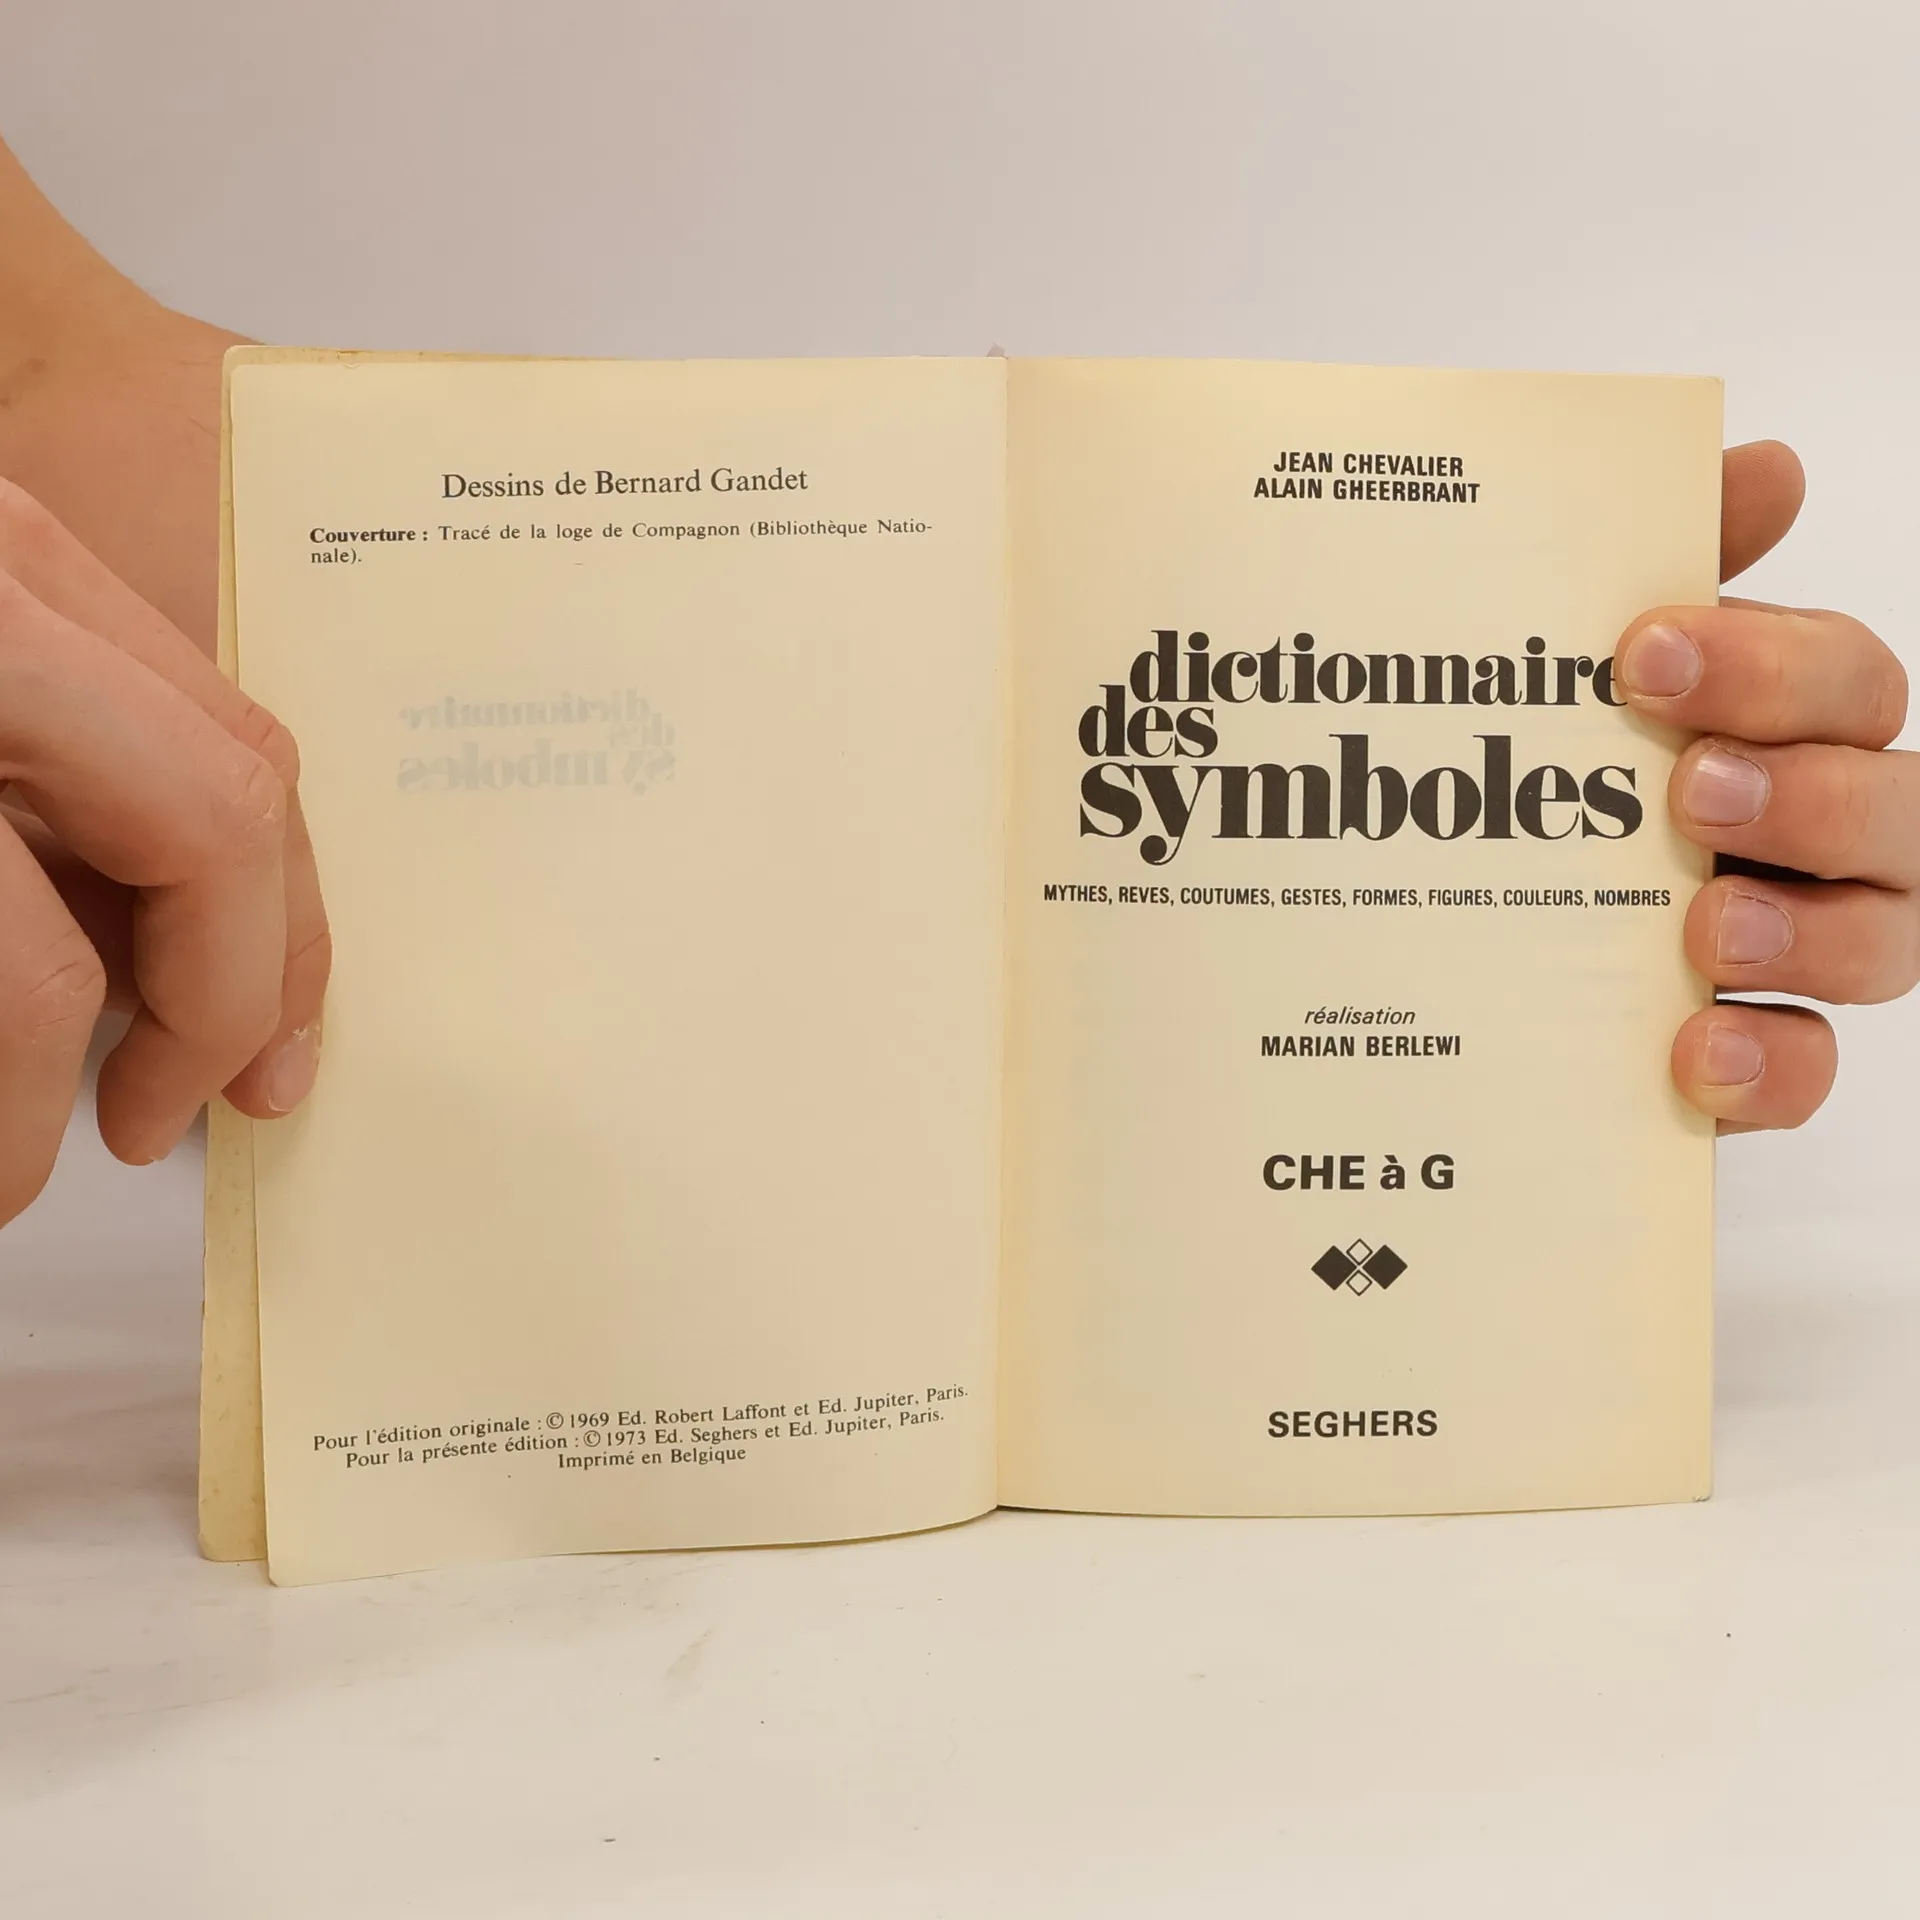 Dessins de Bernard Gandet
Couverture : Tracé de la loge de Compagnon (Bibliothèque Natio-
nale).
Pour l'édition originale : © 1969 Ed. Robert Laffont et Ed. Jupiter, Paris.
Pour la présente édition : © 1973 Ed. Seghers et Ed. Jupiter, Paris.
Imprimé en Belgique
JEAN CHEVALIER
ALAIN GHEERBRANT
dictionnaire
des
symboles
MYTHES, REVES, COUTUMES, GESTES, FORMES, FIGURES, COULEURS, NOMBRES
réalisation
MARIAN BERLEWI
CHE à G
SEGHERS